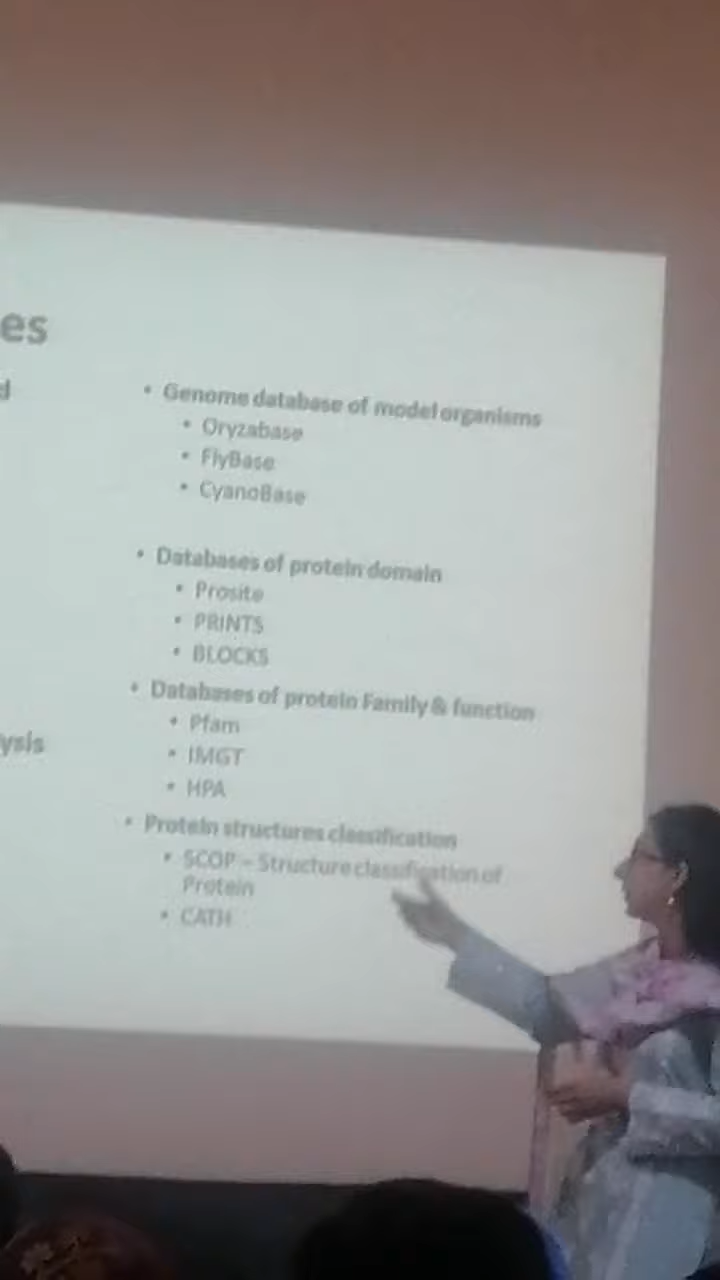 es
d
• Genome database of model organisms
• Oryzabase
• FlyBase
• CyanoBase
• Databases of protein domain
• Prosite
• PRINTS
• BLOCKS
• Databases of protein Family & function
• Pfam
ysis
• IMGT
• HPA
• Protein structures classification
• SCOP – Structure classification of
Protein
• CATH